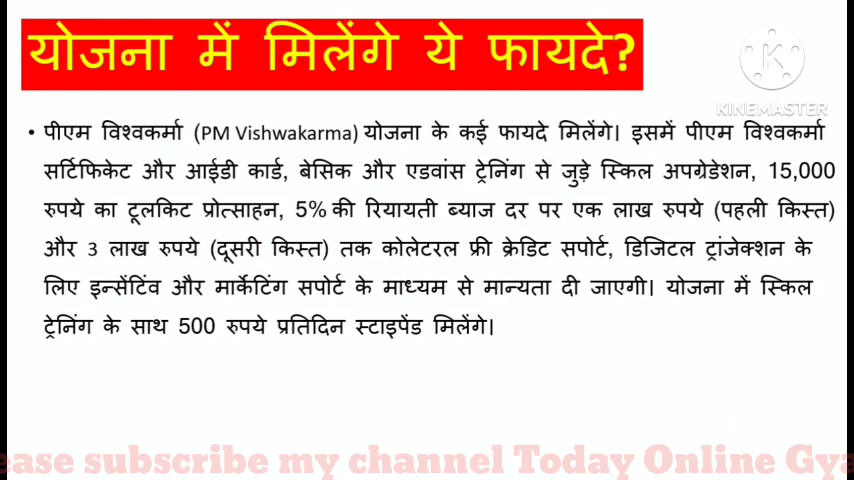 योजना में मिलेंगे ये फायदे?
KINEMASTER
• पीएम विश्वकर्मा (PM Vishwakarma) योजना के कई फायदे मिलेंगे। इसमें पीएम विश्वकर्मा
सर्टिफिकेट और आईडी कार्ड, बेसिक और एडवांस ट्रेनिंग से जुड़े स्किल अपग्रेडेशन, 15,000
रुपये का टूलकिट प्रोत्साहन, 5% की रियायती ब्याज दर पर एक लाख रुपये (पहली किस्त)
और 3 लाख रुपये (दूसरी किस्त) तक कोलेटरल फ्री क्रेडिट सपोर्ट, डिजिटल ट्रांजेक्शन के
लिए इन्सेंटिंव और मार्केटिंग सपोर्ट के माध्यम से मान्यता दी जाएगी। योजना में स्किल
ट्रेनिंग के साथ 500 रुपये प्रतिदिन स्टाइपेंड मिलेंगे।
ease subscribe my channel Today Online Gya